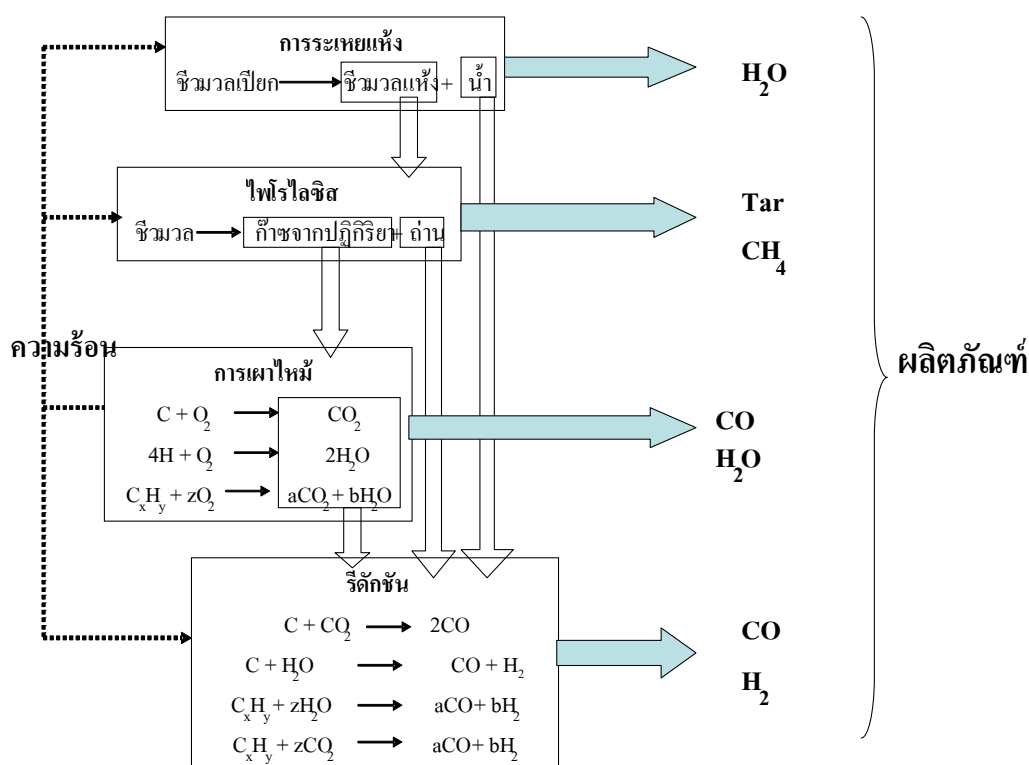 การระเหยแห้ง
ชีวมวลเปียก → ชีวมวลแห้ง + น้ำ
H₂O
ไพโรไลซิส
ชีวมวล → ก๊าซจากปฏิกิริยา + ถ่าน
Tar
CH₄
ความร้อน
การเผาไหม้
C + O₂ → CO₂
4H + O₂ → 2H₂O
CₓHᵧ + zO₂ → aCO₂ + bH₂O
CO
H₂O
ผลิตภัณฑ์
รีดักชัน
C + CO₂ → 2CO
C + H₂O → CO + H₂
CₓHᵧ + zH₂O → aCO + bH₂
CₓHᵧ + zCO₂ → aCO + bH₂
CO
H₂